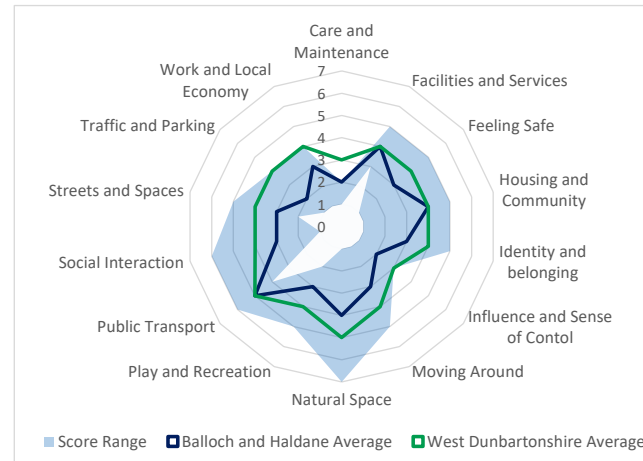 Care and
Maintenance
Work and Local
Economy
Facilities and Services
Traffic and Parking
Feeling Safe
Streets and Spaces
Housing and
Community
Social Interaction
Identity and
belonging
Public Transport
Influence and Sense
of Contol
Play and Recreation
Moving Around
Natural Space
7
6
5
4
3
2
1
0
Score Range
Balloch and Haldane Average
West Dunbartonshire Average